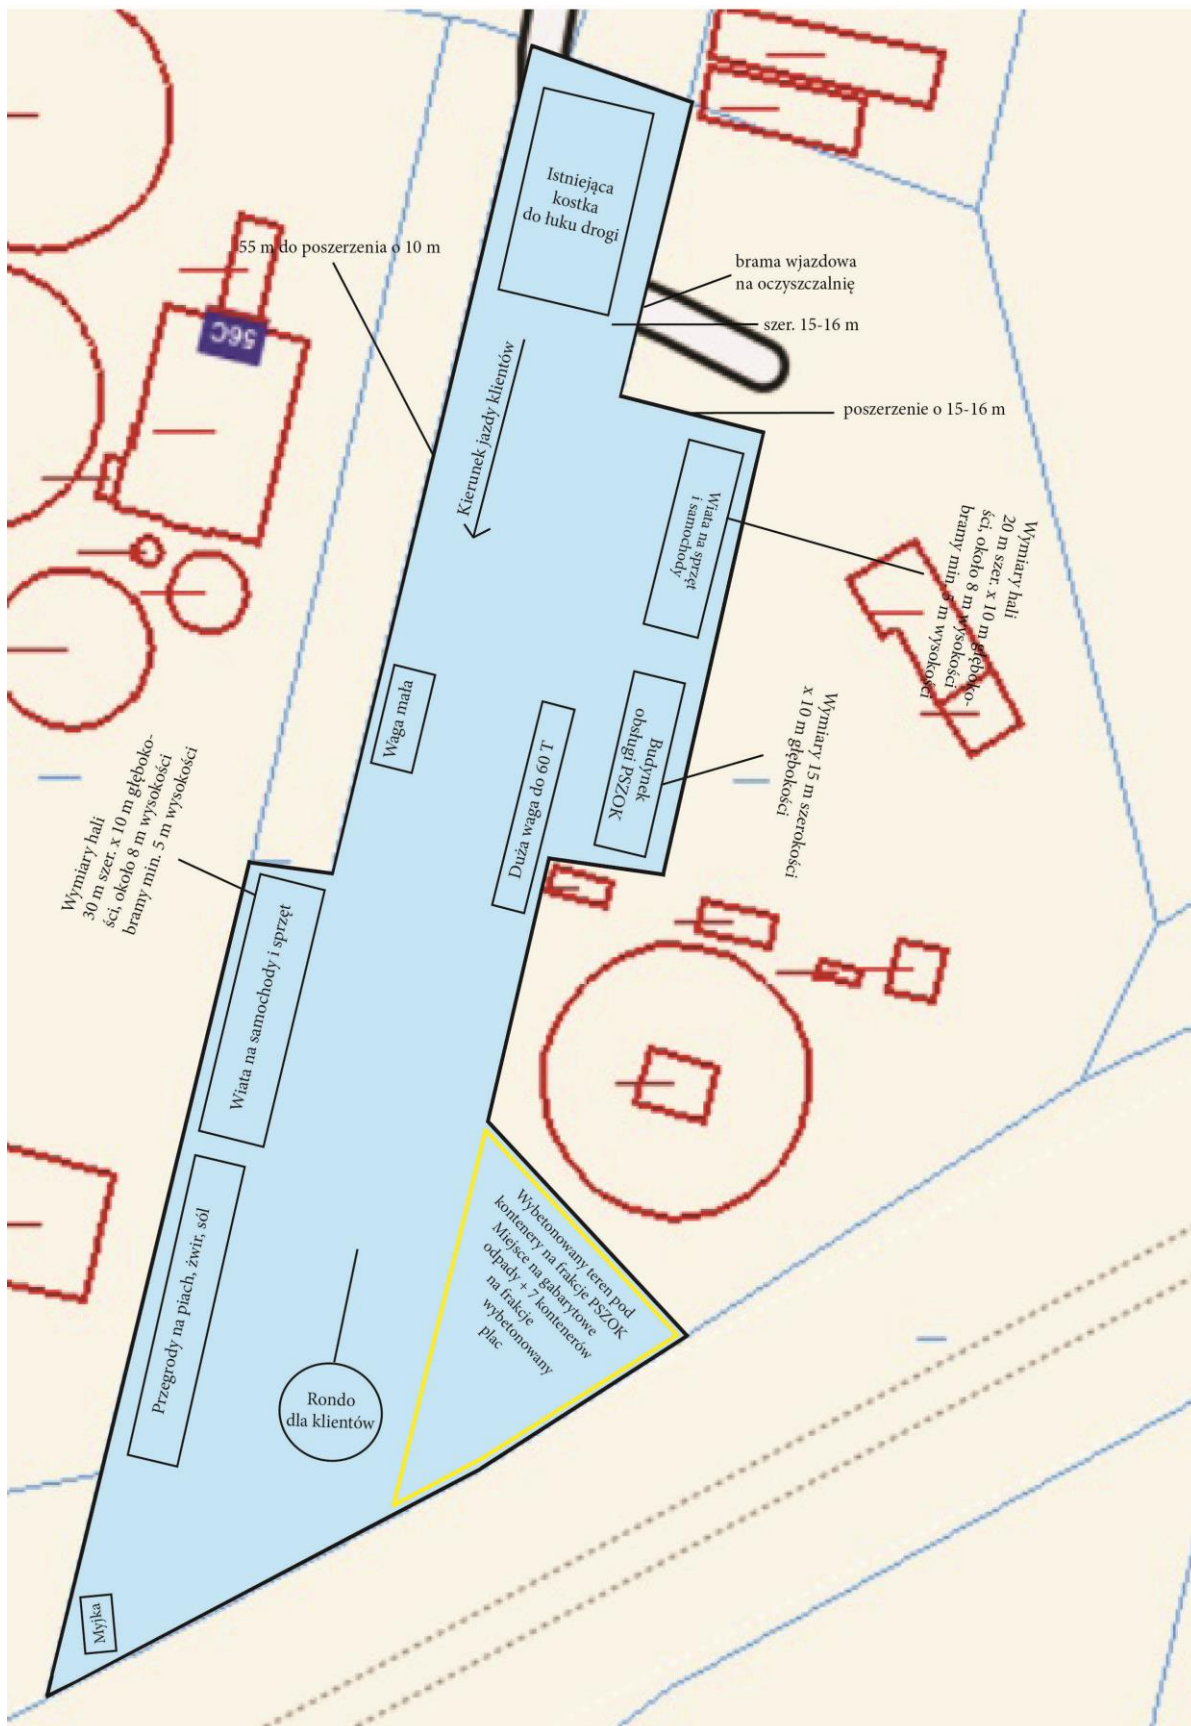 Istniejąca
kostka
do łuku drogi
55 m do poszerzenia o 10 m
brama wjazdowa
na oczyszczalnię
szer. 15-16 m
56C
Kierunek jazdy klientów
poszerzenie o 15-16 m
Wiata na sprzęt
i samochody
Wymiary hali
20 m szer. x 10 m głęboko-
ści, około 8 m wysokości
bramy min. 5 m wysokości
Waga mała
Duża waga do 60 T.
Budynek
obsługi PSZOK
Wymiary 15 m szerokości
x 10 m głębokości
Wymiary hali
30 m szer. x 10 m głęboko-
ści, około 8 m wysokości
bramy min. 5 m wysokości
Wiata na samochody i sprzęt
Przegrody na piach, żwir, sól
Wybetonowany teren pod
kontenery na frakcje PSZOK
Miejsce na gabarytowe
odpady + 7 kontenerów
na frakcje
wybetonowany
plac
Rondo
dla klientów
Myjka